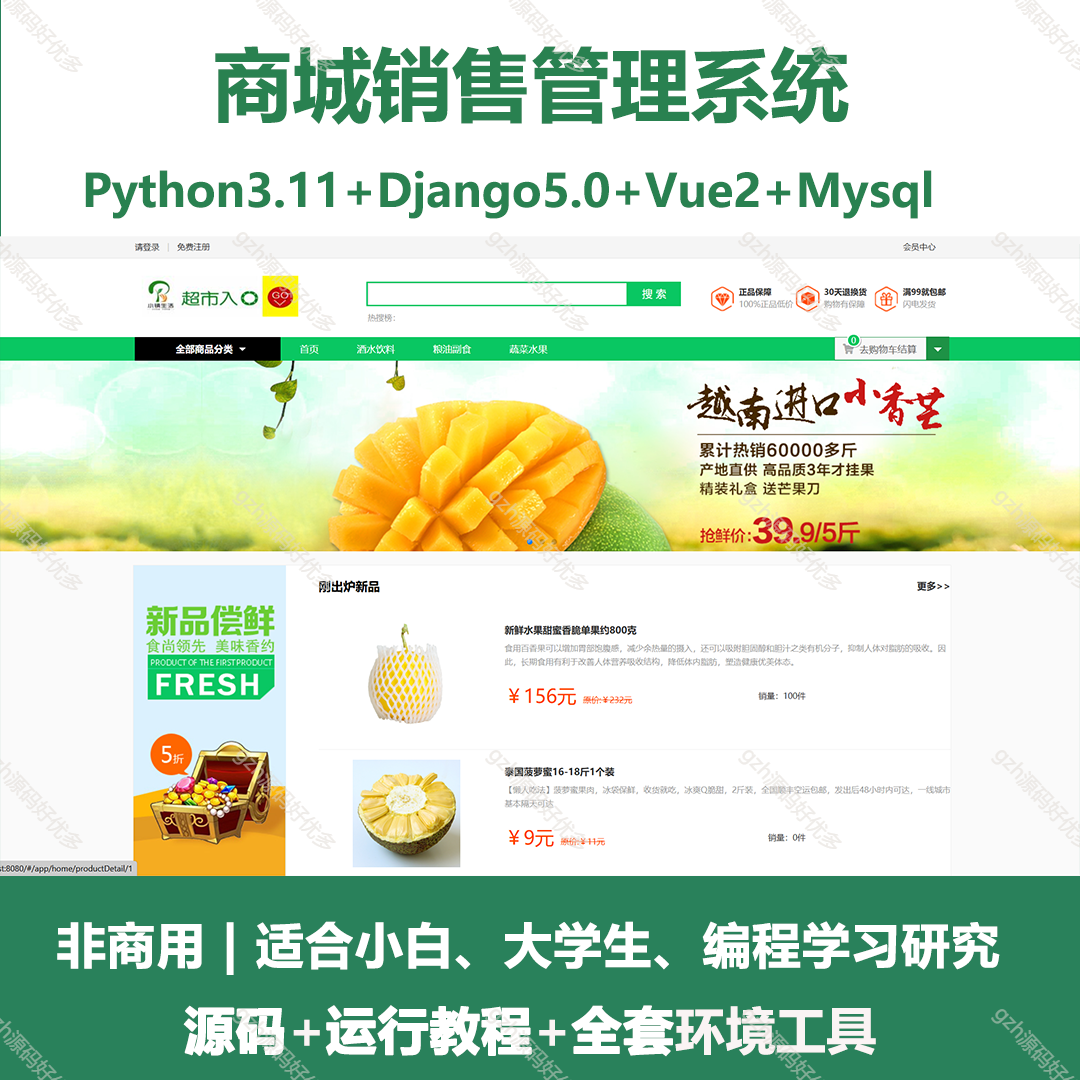 商城销售管理系统
Python3.11+Django5.0+Vue2+Mysql
请登录 | 免费注册
会员中心
小镇生活
超市入
GO
搜 索
热搜榜:
正品保障
100%正品低价
30天退换货
购物有保障
满99就包邮
闪电发货
全部商品分类
首页
酒水饮料
粮油副食
蔬菜水果
0
去购物车结算
越南进口小香芒
累计热销60000多斤
产地直供 高品质3年才挂果
精装礼盒 送芒果刀
抢鲜价:39.9/5斤
新品偿鲜
食尚领先 美味香约
PRODUCT OF THE FIRST PRODUCT
FRESH
5折
刚出炉新品
更多>>
新鲜水果甜蜜香脆单果约800克
食用百香果可以增加胃部饱腹感，减少余热量的摄入，还可以吸附胆固醇和胆汁之类有机分子，抑制人体对脂肪的吸收。因
此，长期食用有利于改善人体营养吸收结构，降低体内脂肪，塑造健康优美体态。
￥156元 原价:￥232元
销量：100件
泰国菠萝蜜16-18斤1个装
【懒人吃法】菠萝蜜果肉，冰袋保鲜，收货就吃，冰爽Q脆甜，2斤装，全国顺丰空运包邮，发出后48小时内可达，一线城市
基本隔天可达
￥9元 原价:￥11元
销量：0件
st:8080/#/app/home/productDetail/1
非商用 | 适合小白、大学生、编程学习研究
源码+运行教程+全套环境工具
gzh源码好优多